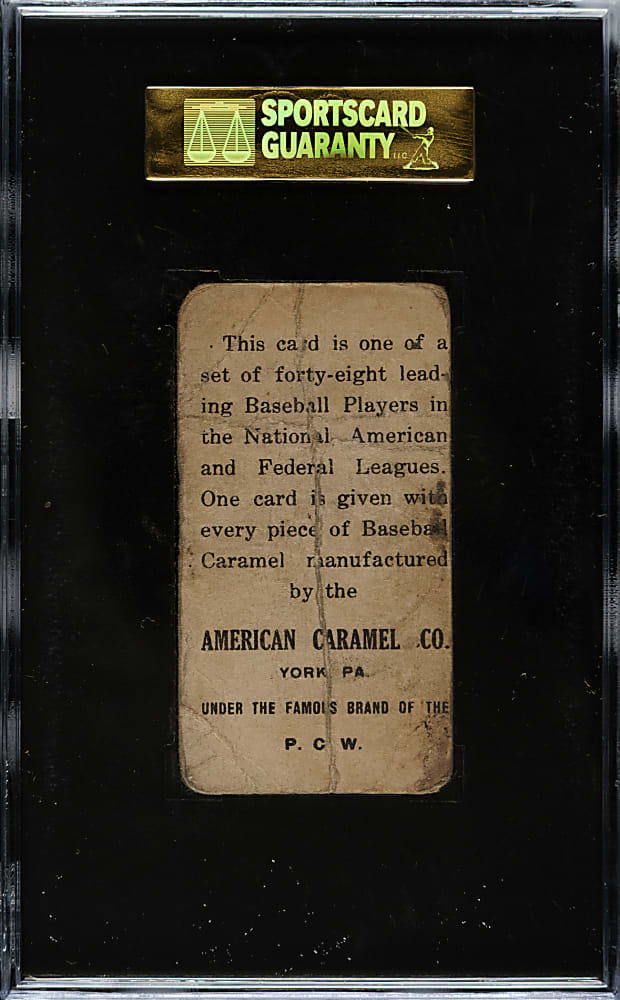 SPORTSCARD
GUARANTY LLC
This card is one of a
set of forty-eight lead-
ing Baseball Players in
the National, American
and Federal Leagues.
One card is given with
every piece of Baseball
Caramel manufactured
by the
AMERICAN CARAMEL CO.
YORK PA.
UNDER THE FAMOUS BRAND OF THE
P. C. W.